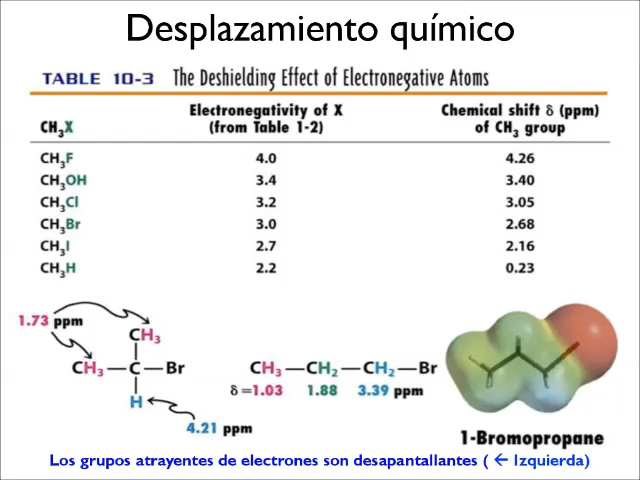 Desplazamiento químico
TABLE 10-3 The Deshielding Effect of Electronegative Atoms
CH₃X Electronegativity of X (from Table 1-2) Chemical shift δ (ppm) of CH₃ group
CH₃F 4.0 4.26
CH₃OH 3.4 3.40
CH₃Cl 3.2 3.05
CH₃Br 3.0 2.68
CH₃I 2.7 2.16
CH₃H 2.2 0.23
1.73 ppm
CH₃
CH₃—C—Br
H
4.21 ppm
CH₃—CH₂—CH₂—Br
δ=1.03 1.88 3.39 ppm
1-Bromopropane
Los grupos atrayentes de electrones son desapantallantes ( ← Izquierda)